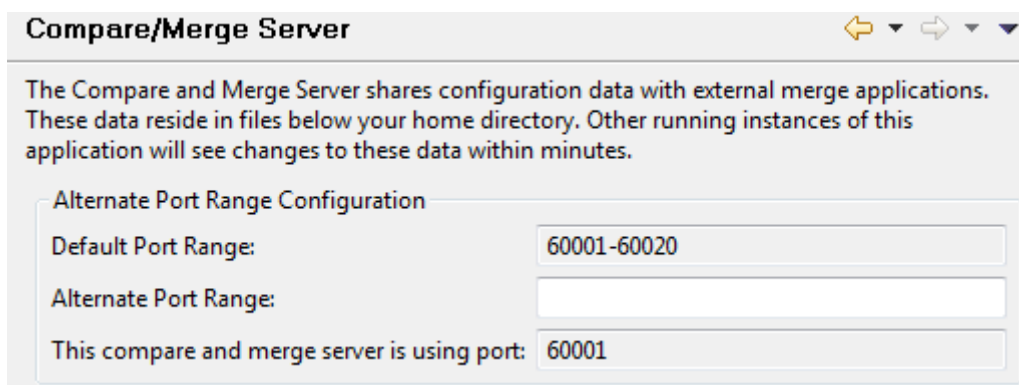 Compare/Merge Server
The Compare and Merge Server shares configuration data with external merge applications.
These data reside in files below your home directory. Other running instances of this
application will see changes to these data within minutes.
Alternate Port Range Configuration
Default Port Range: 60001-60020
Alternate Port Range:
This compare and merge server is using port: 60001